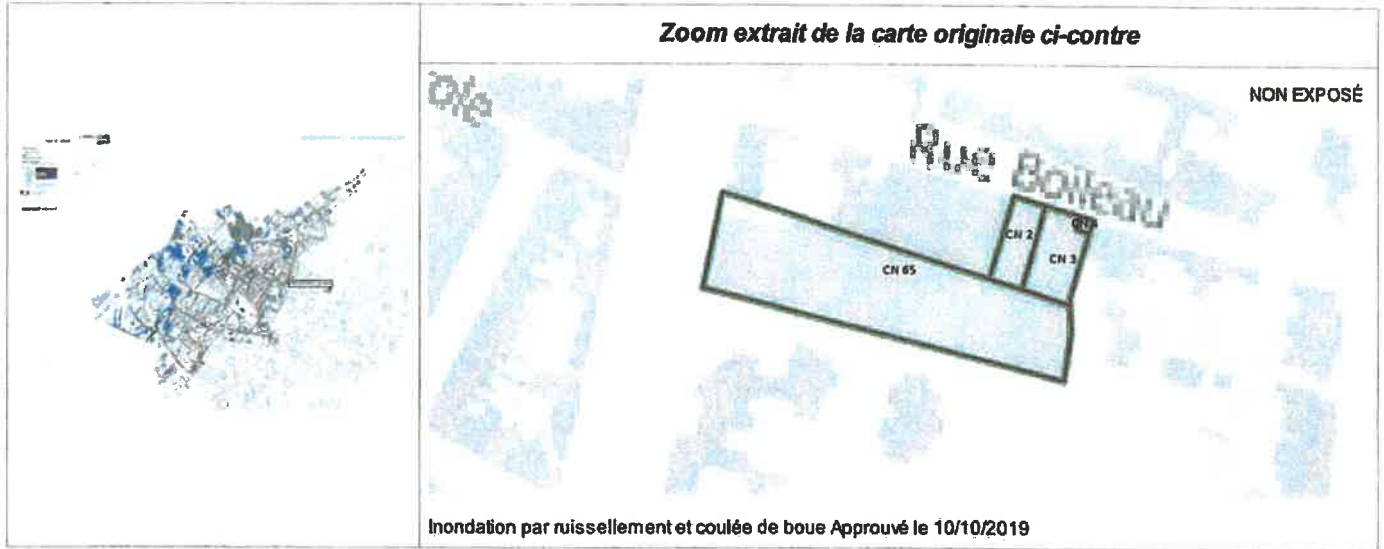 Zoom extrait de la carte originale ci-contre
NON EXPOSÉ
Rue Boileau
CN 2
CN 3
CN 65
Inondation par ruissellement et coulée de boue Approuvé le 10/10/2019